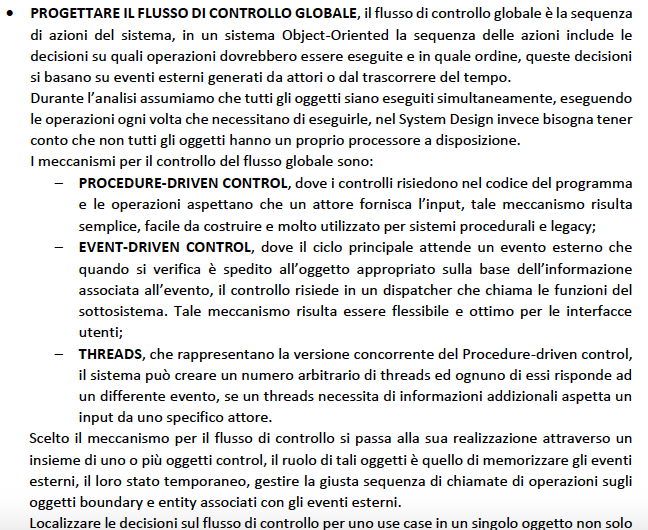 • PROGETTARE IL FLUSSO DI CONTROLLO GLOBALE, il flusso di controllo globale è la sequenza
di azioni del sistema, in un sistema Object-Oriented la sequenza delle azioni include le
decisioni su quali operazioni dovrebbero essere eseguite e in quale ordine, queste decisioni
si basano su eventi esterni generati da attori o dal trascorrere del tempo.
Durante l’analisi assumiamo che tutti gli oggetti siano eseguiti simultaneamente, eseguendo
le operazioni ogni volta che necessitano di eseguirle, nel System Design invece bisogna tener
conto che non tutti gli oggetti hanno un proprio processore a disposizione.
I meccanismi per il controllo del flusso globale sono:
– PROCEDURE-DRIVEN CONTROL, dove i controlli risiedono nel codice del programma
e le operazioni aspettano che un attore fornisca l’input, tale meccanismo risulta
semplice, facile da costruire e molto utilizzato per sistemi procedurali e legacy;
– EVENT-DRIVEN CONTROL, dove il ciclo principale attende un evento esterno che
quando si verifica è spedito all’oggetto appropriato sulla base dell’informazione
associata all’evento, il controllo risiede in un dispatcher che chiama le funzioni del
sottosistema. Tale meccanismo risulta essere flessibile e ottimo per le interfacce
utenti;
– THREADS, che rappresentano la versione concorrente del Procedure-driven control,
il sistema può creare un numero arbitrario di threads ed ognuno di essi risponde ad
un differente evento, se un threads necessita di informazioni addizionali aspetta un
input da uno specifico attore.
Scelto il meccanismo per il flusso di controllo si passa alla sua realizzazione attraverso un
insieme di uno o più oggetti control, il ruolo di tali oggetti è quello di memorizzare gli eventi
esterni, il loro stato temporaneo, gestire la giusta sequenza di chiamate di operazioni sugli
oggetti boundary e entity associati con gli eventi esterni.
Localizzare le decisioni sul flusso di controllo per uno use case in un singolo oggetto non solo